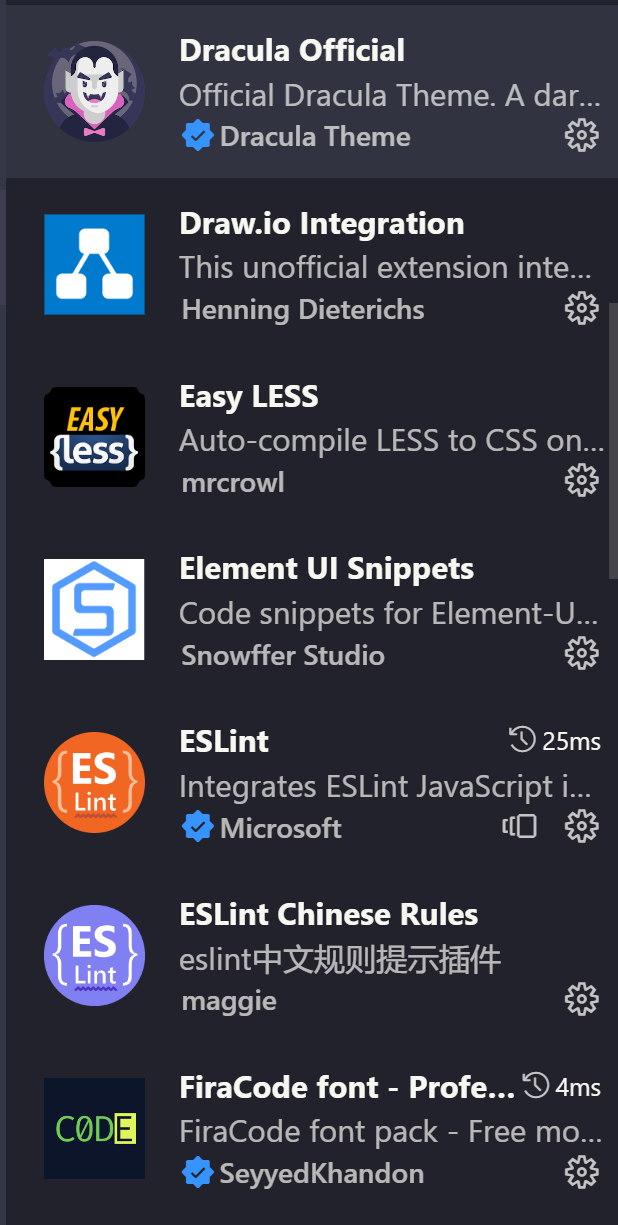 Dracula Official
Official Dracula Theme. A dar...
Dracula Theme
Draw.io Integration
This unofficial extension inte...
Henning Dieterichs
EASY
{less}
Easy LESS
Auto-compile LESS to CSS on...
mrcrowl
Element UI Snippets
Code snippets for Element-U...
Snowffer Studio
{ES}
Lint
ESLint 25ms
Integrates ESLint JavaScript i...
Microsoft
{ES}
Lint
ESLint Chinese Rules
eslint中文规则提示插件
maggie
C0DE
FiraCode font - Profe... 4ms
FiraCode font pack - Free mo...
SeyyedKhandon